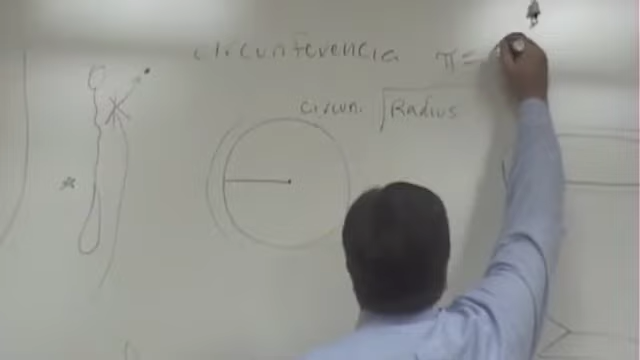 circunferencia π =
circun. Radius